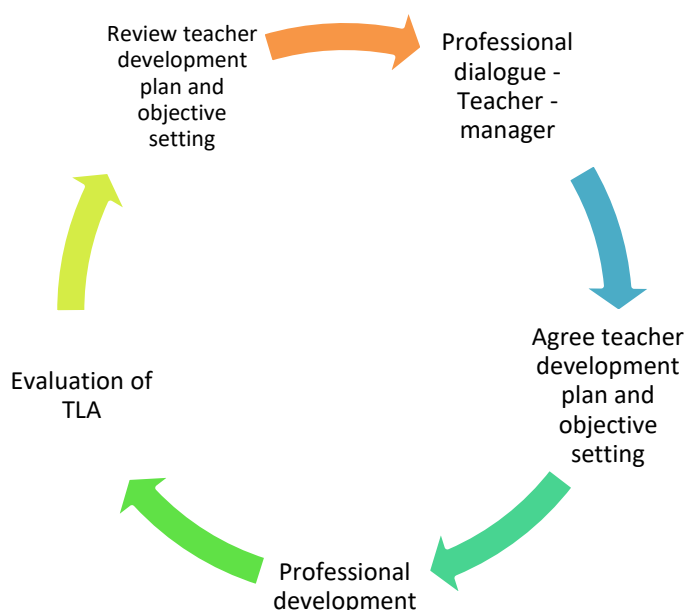 Review teacher
development
plan and
objective
setting
Professional
dialogue -
Teacher -
manager
Agree teacher
development
plan and
objective
setting
Professional
development
Evaluation of
TLA